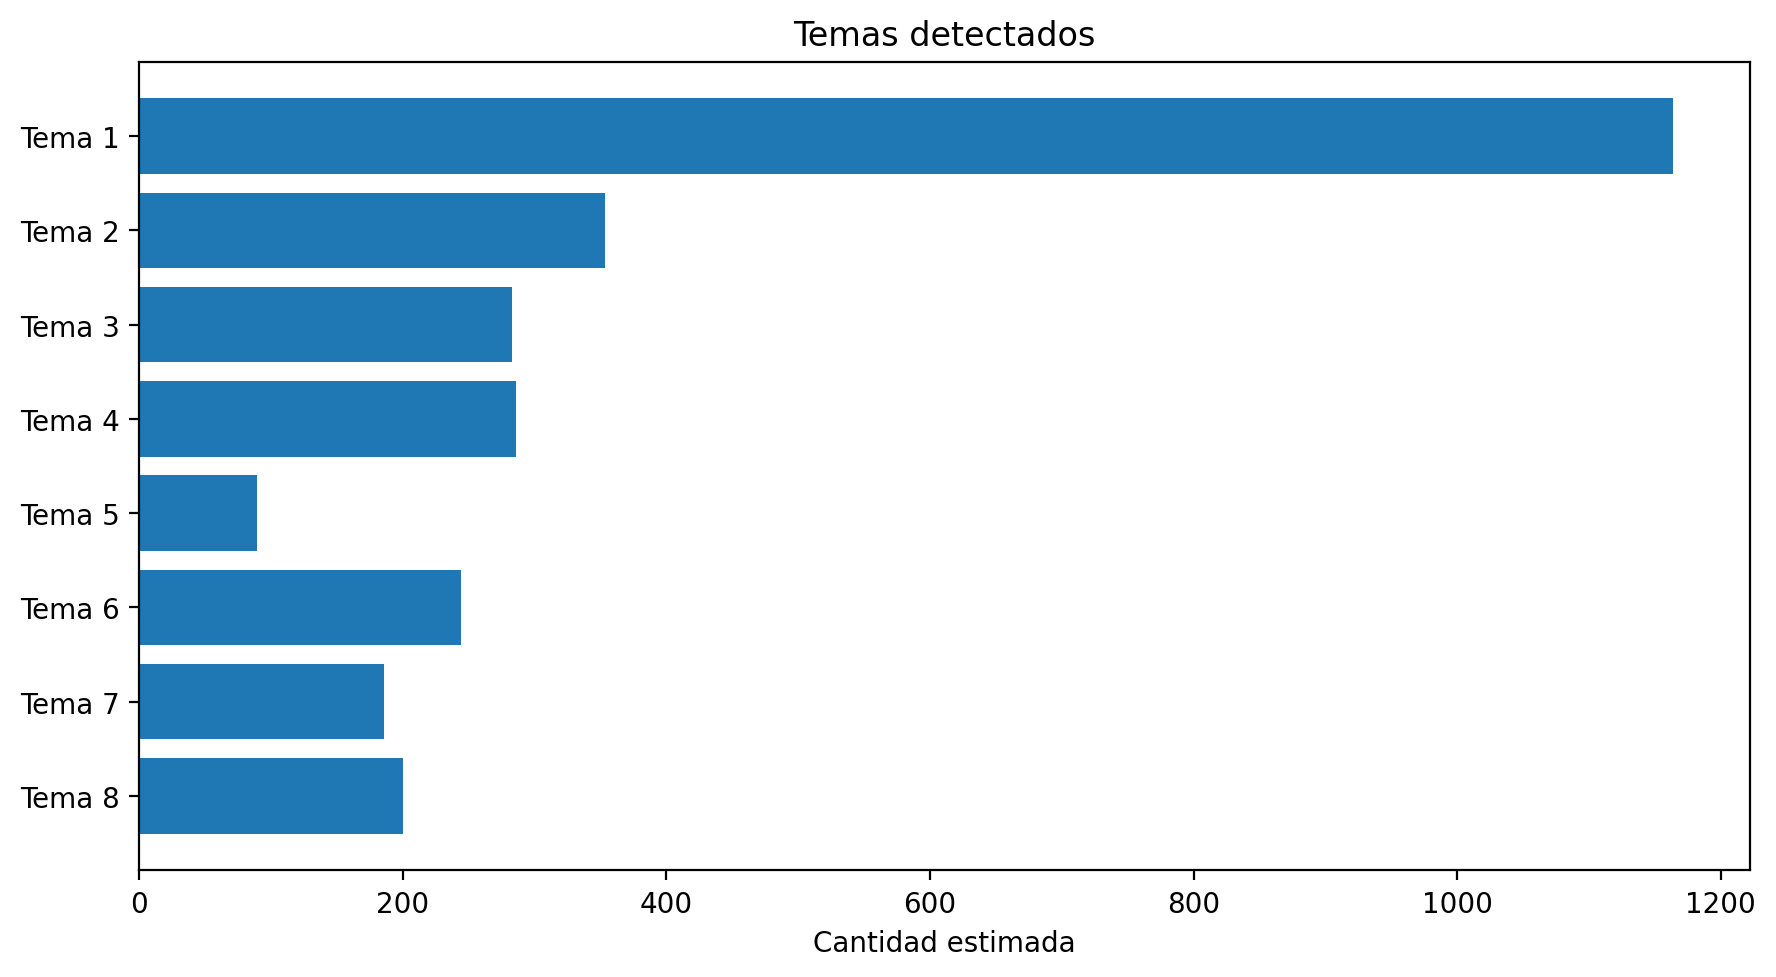 Temas detectados
Tema 1
Tema 2
Tema 3
Tema 4
Tema 5
Tema 6
Tema 7
Tema 8
0 200 400 600 800 1000 1200
Cantidad estimada